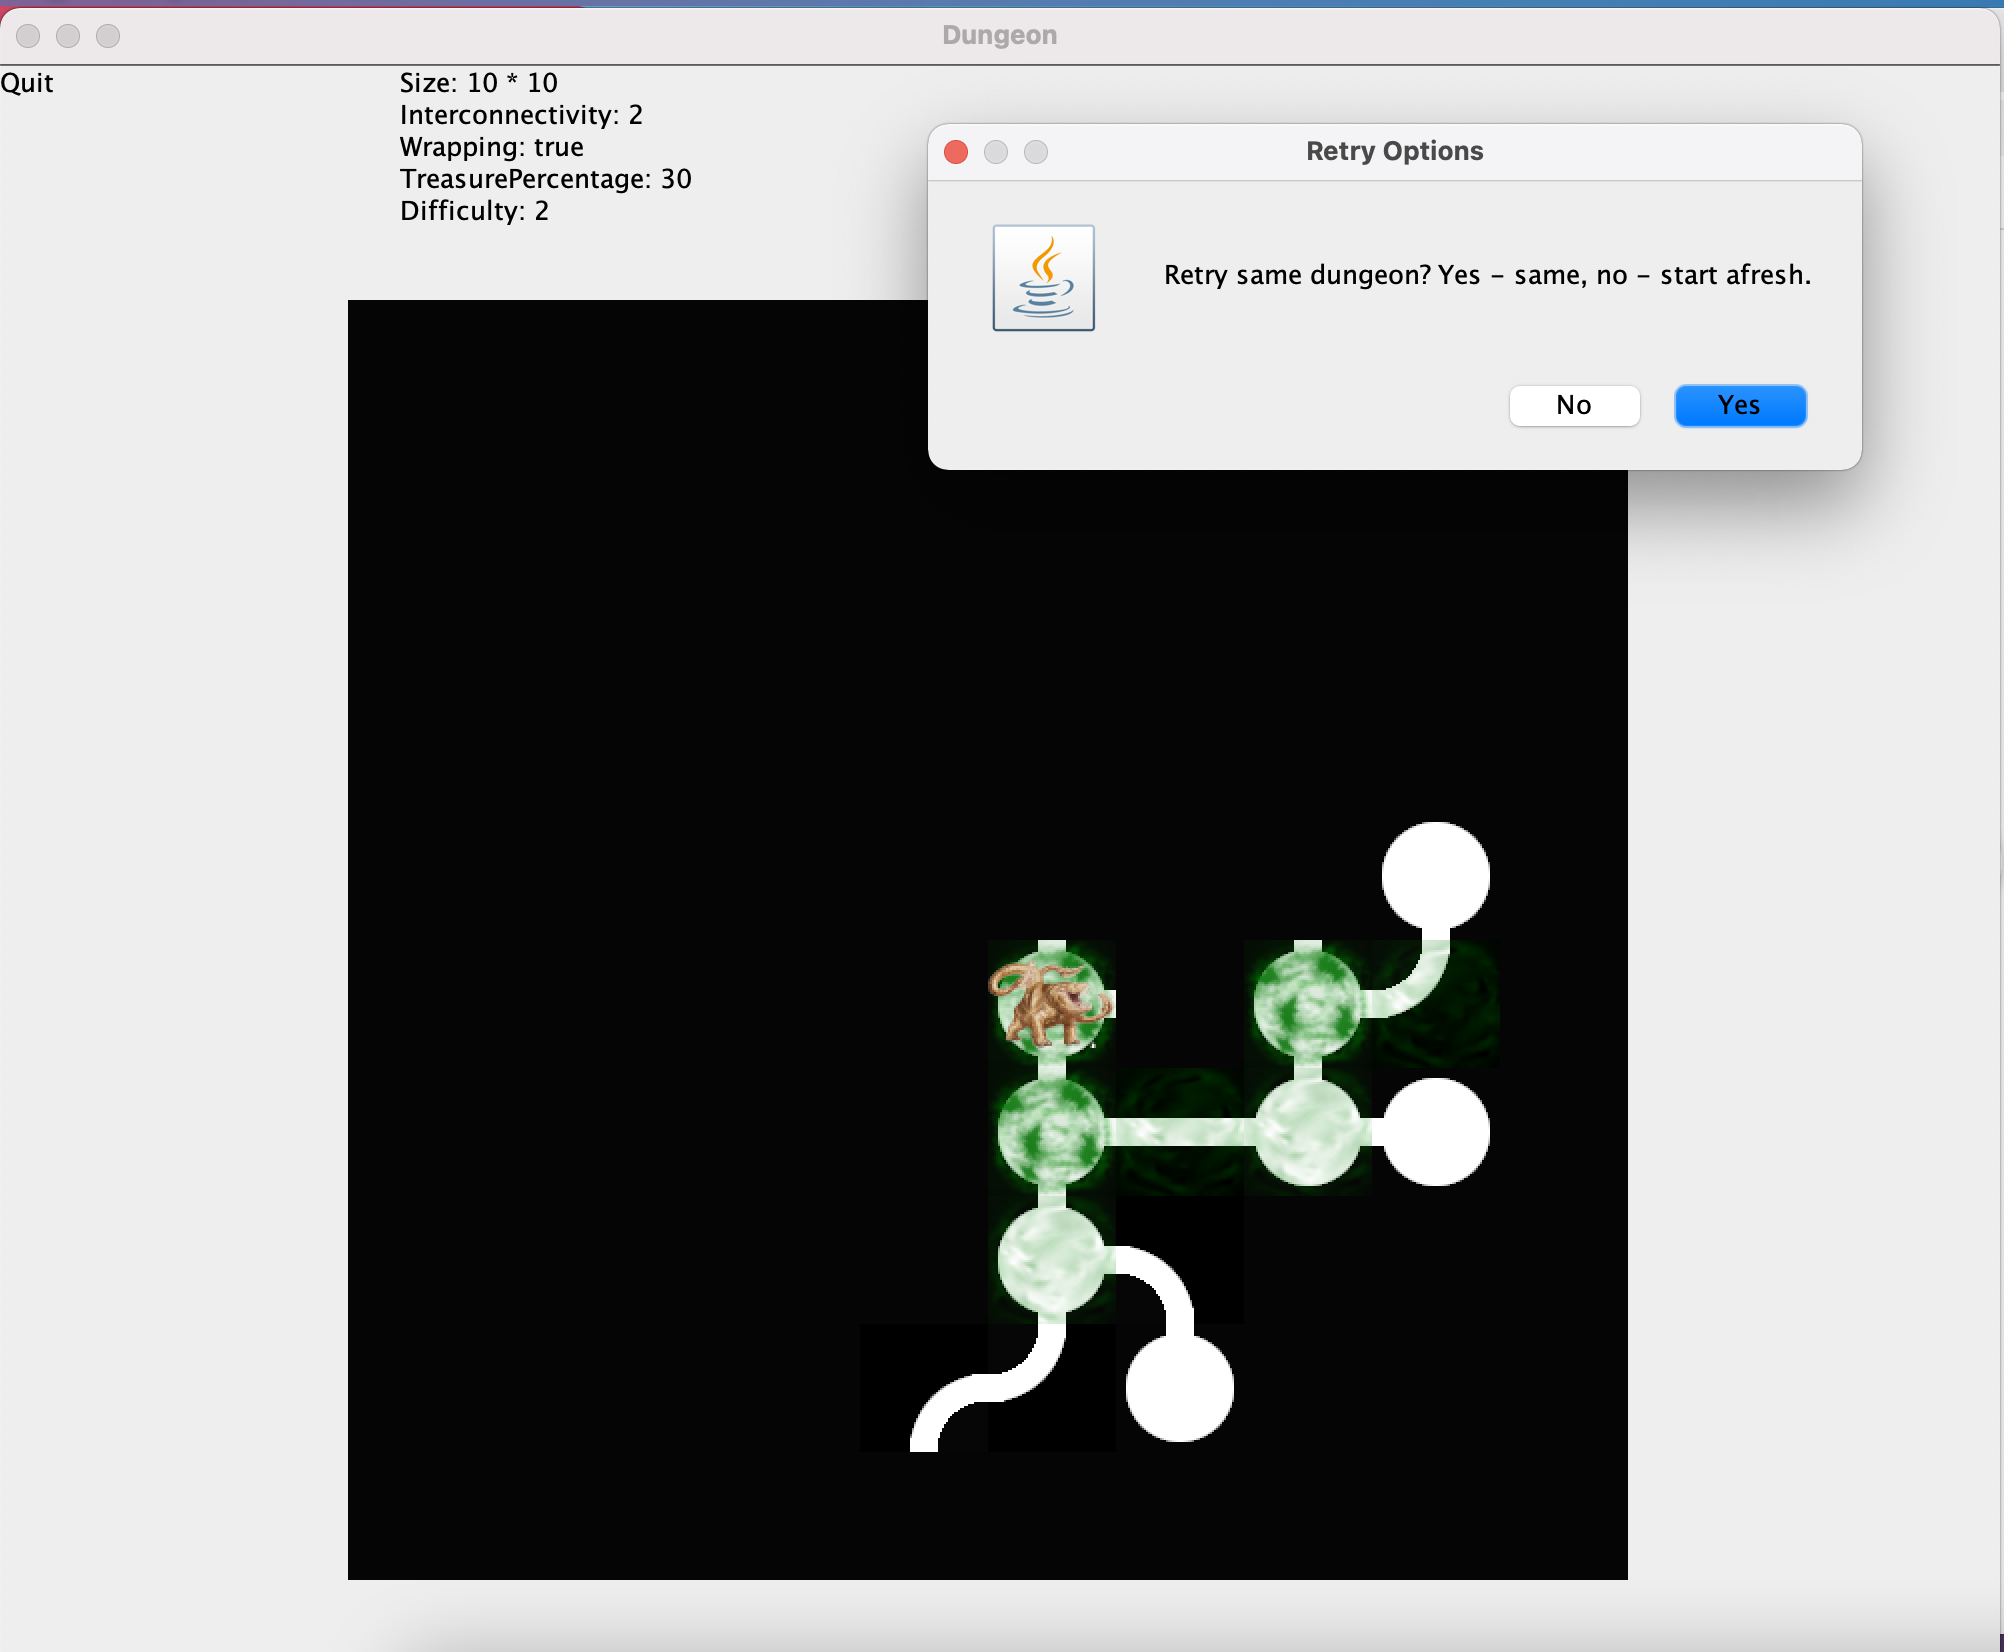 Dungeon
Quit
Size: 10 * 10
Interconnectivity: 2
Wrapping: true
TreasurePercentage: 30
Difficulty: 2
Retry Options
Retry same dungeon? Yes - same, no - start afresh.
No
Yes